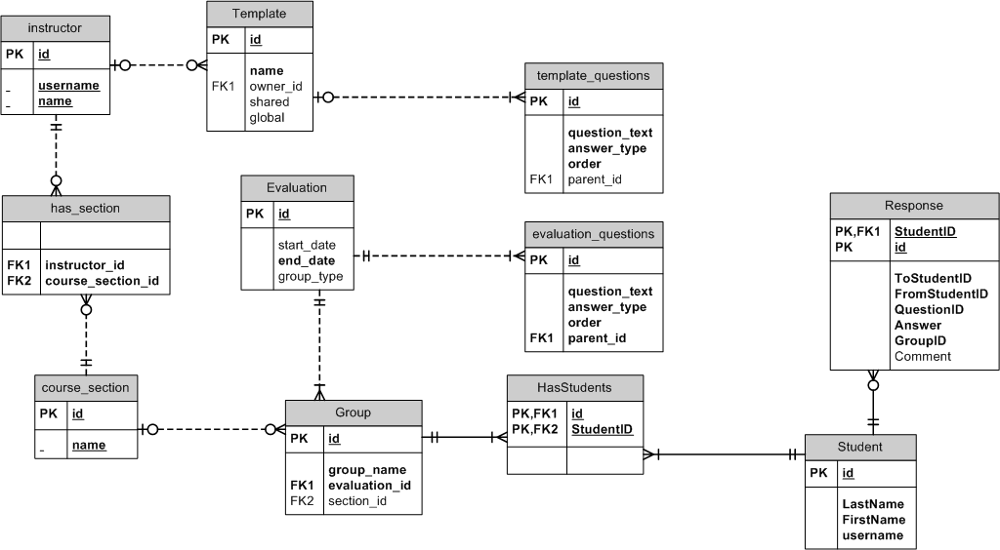 instructor
PK id
_ username
_ name
Template
PK id
name
FK1 owner_id
shared
global
template_questions
PK id
question_text
answer_type
order
FK1 parent_id
has_section
FK1 instructor_id
FK2 course_section_id
Evaluation
PK id
start_date
end_date
group_type
evaluation_questions
PK id
question_text
answer_type
order
FK1 parent_id
Response
PK,FK1 StudentID
PK id
ToStudentID
FromStudentID
QuestionID
Answer
GroupID
Comment
course_section
PK id
_ name
Group
PK id
group_name
FK1 evaluation_id
FK2 section_id
HasStudents
PK,FK1 id
PK,FK2 StudentID
Student
PK id
LastName
FirstName
username